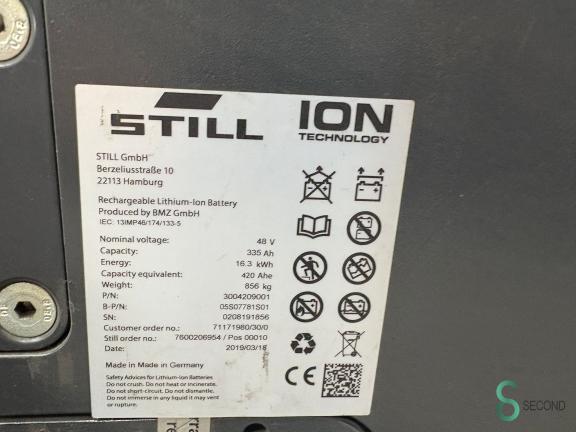 STILL ION TECHNOLOGY
STILL GmbH
Berzeliusstraße 10
22113 Hamburg
Rechargeable Lithium-Ion Battery
Produced by BMZ GmbH
IEC: 13IMP46/174/133-5
Nominal voltage: 48 V
Capacity: 335 Ah
Energy: 16.3 kWh
Capacity equivalent: 420 Ahe
Weight: 856 kg
P/N: 3004209001
B-P/N: 05S07781S01
SN: 0208191856
Customer order no.: 71171980/30/0
Still order no.: 7600206954 / Pos 00010
Date: 2019/03/18
Made in Made in Germany
Safety Advices for Lithium-Ion Batteries
Do not crush. Do not heat or incinerate.
Do not short-circuit. Do not dismantle.
Do not immerse in any liquid it may vent
or rupture.
CE
SECOND